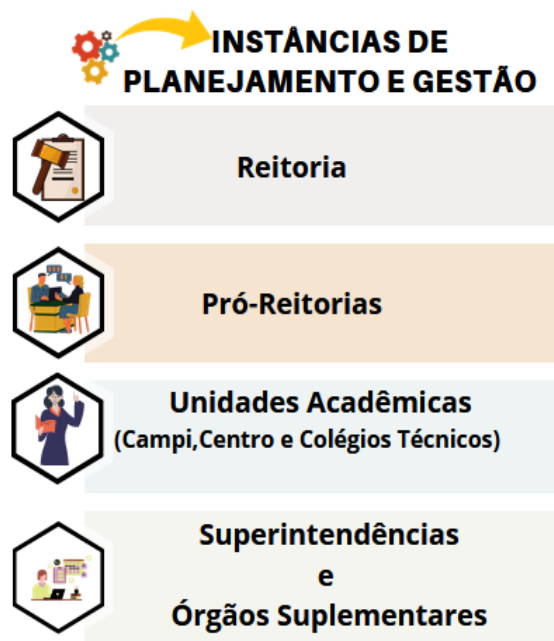 INSTÂNCIAS DE
PLANEJAMENTO E GESTÃO
Reitoria
Pró-Reitorias
Unidades Acadêmicas
(Campi,Centro e Colégios Técnicos)
Superintendências
e
Órgãos Suplementares